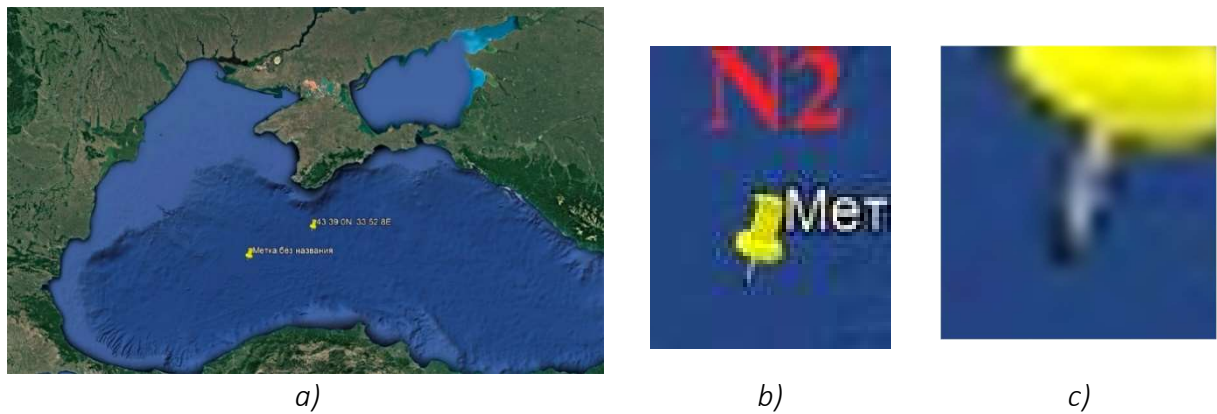 43 39 0N 33 52 8E
Метка без названия
N2
Мет
a)
b)
c)